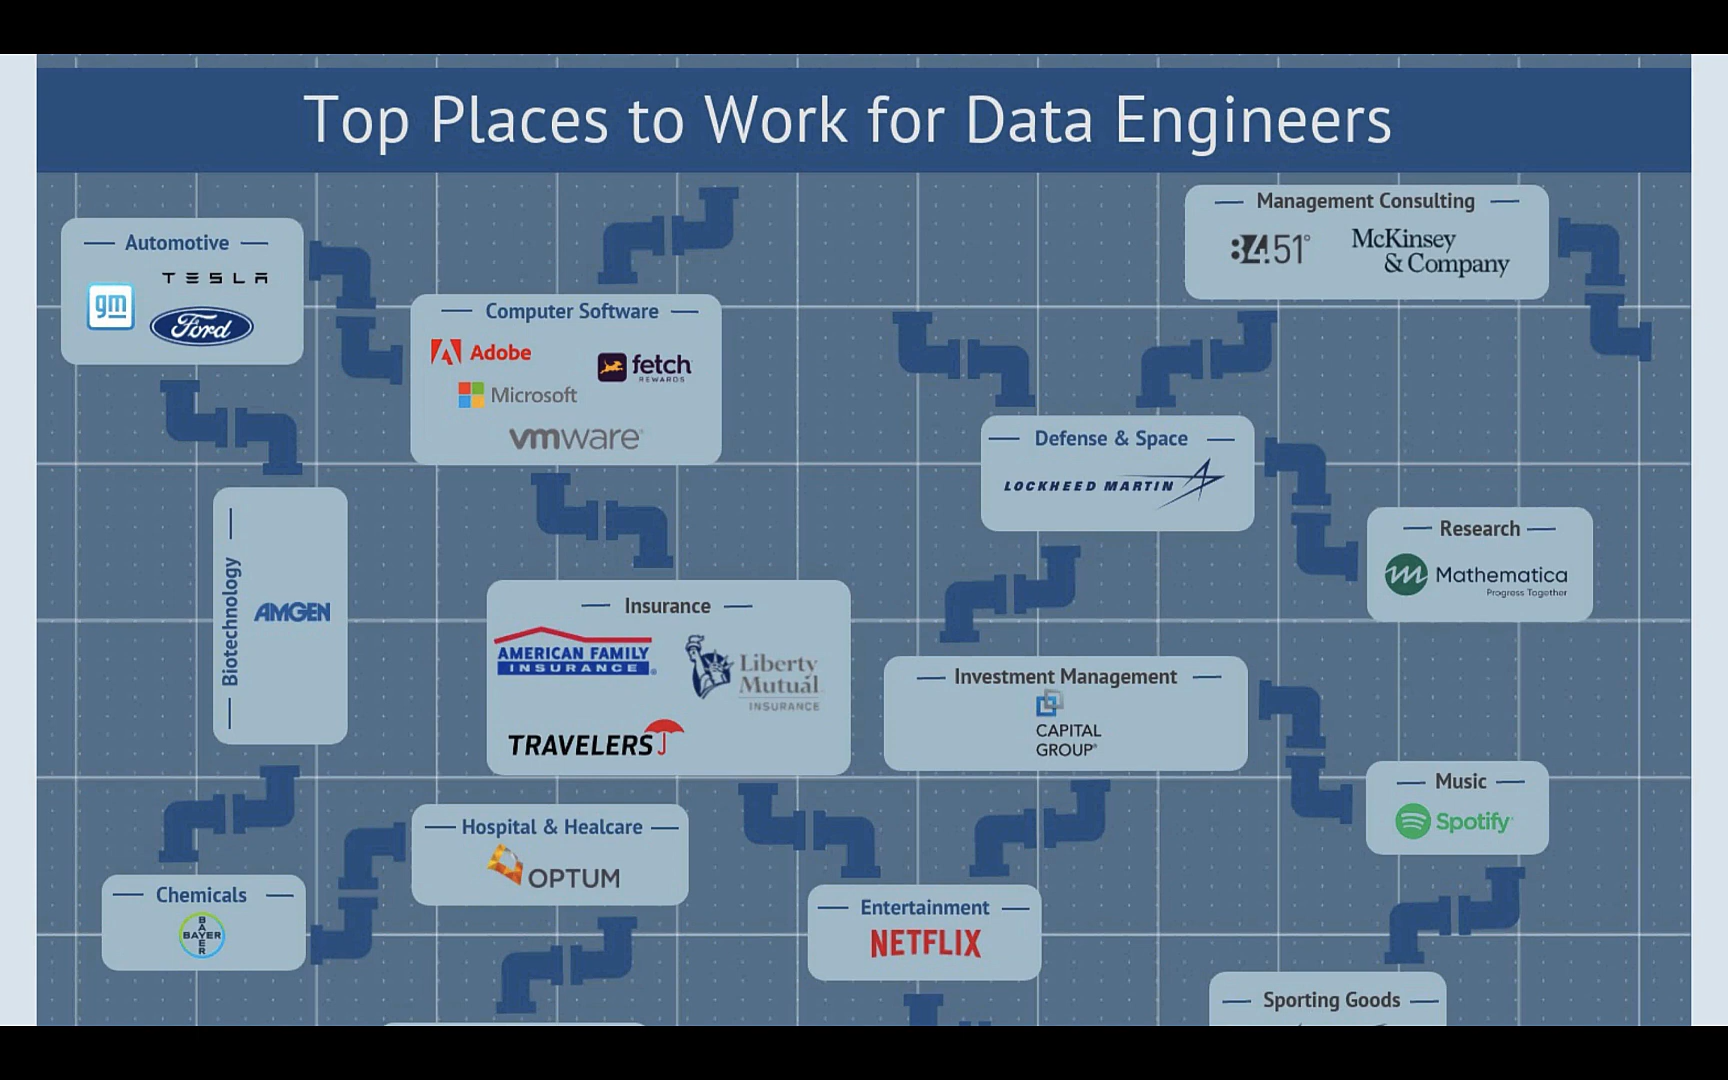 Top Places to Work for Data Engineers
Automotive
TESLA
gm
Ford
Computer Software
Adobe
fetch
REWARDS
Microsoft
vmware
Management Consulting
84.51°
McKinsey
& Company
Defense & Space
LOCKHEED MARTIN
Research
Mathematica
Progress Together
Biotechnology
AMGEN
Insurance
AMERICAN FAMILY
INSURANCE®
Liberty
Mutual
INSURANCE
TRAVELERS
Investment Management
CAPITAL
GROUP®
Music
Spotify
Hospital & Healcare
OPTUM
Chemicals
BAYER
BAYER
Entertainment
NETFLIX
Sporting Goods